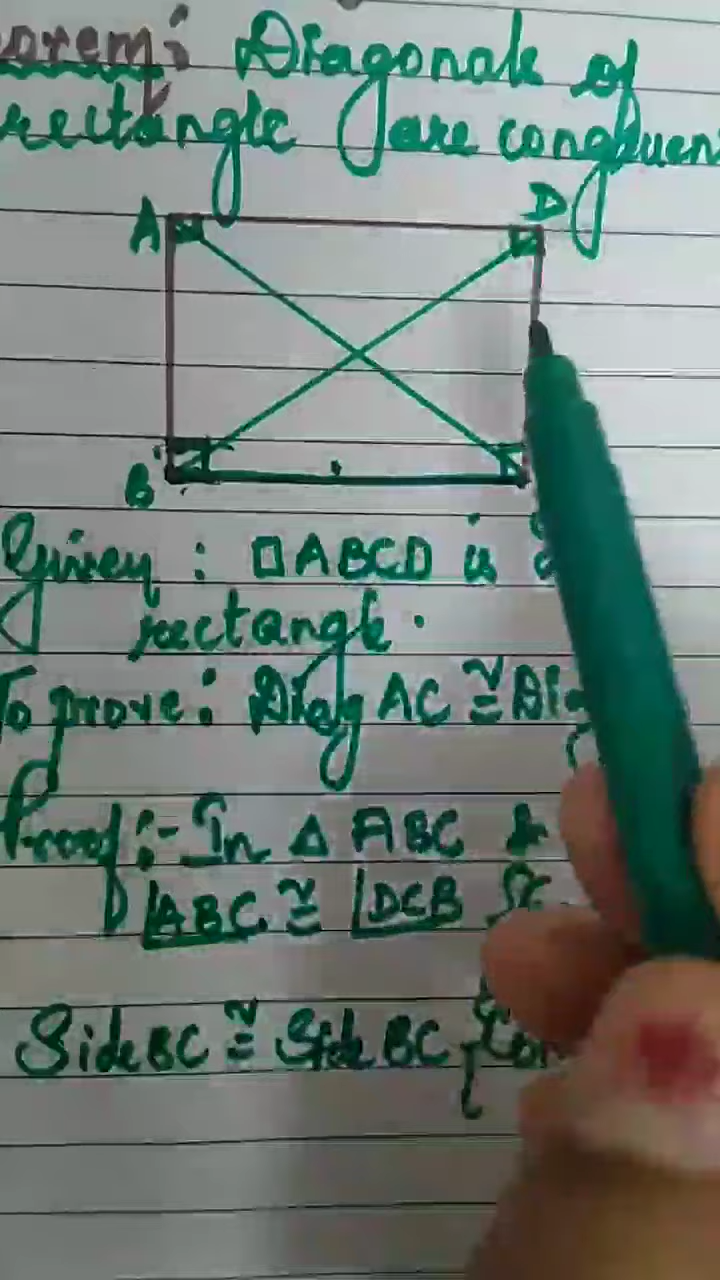 orem: Diagonals of
rectangle are congruen
A D
B
Given: □ABCD is
rectangle.
To prove: Diag AC ≅
Proof:- In △ ABC &
∠ABC ≅ ∠DCB
Side BC ≅ Side BC